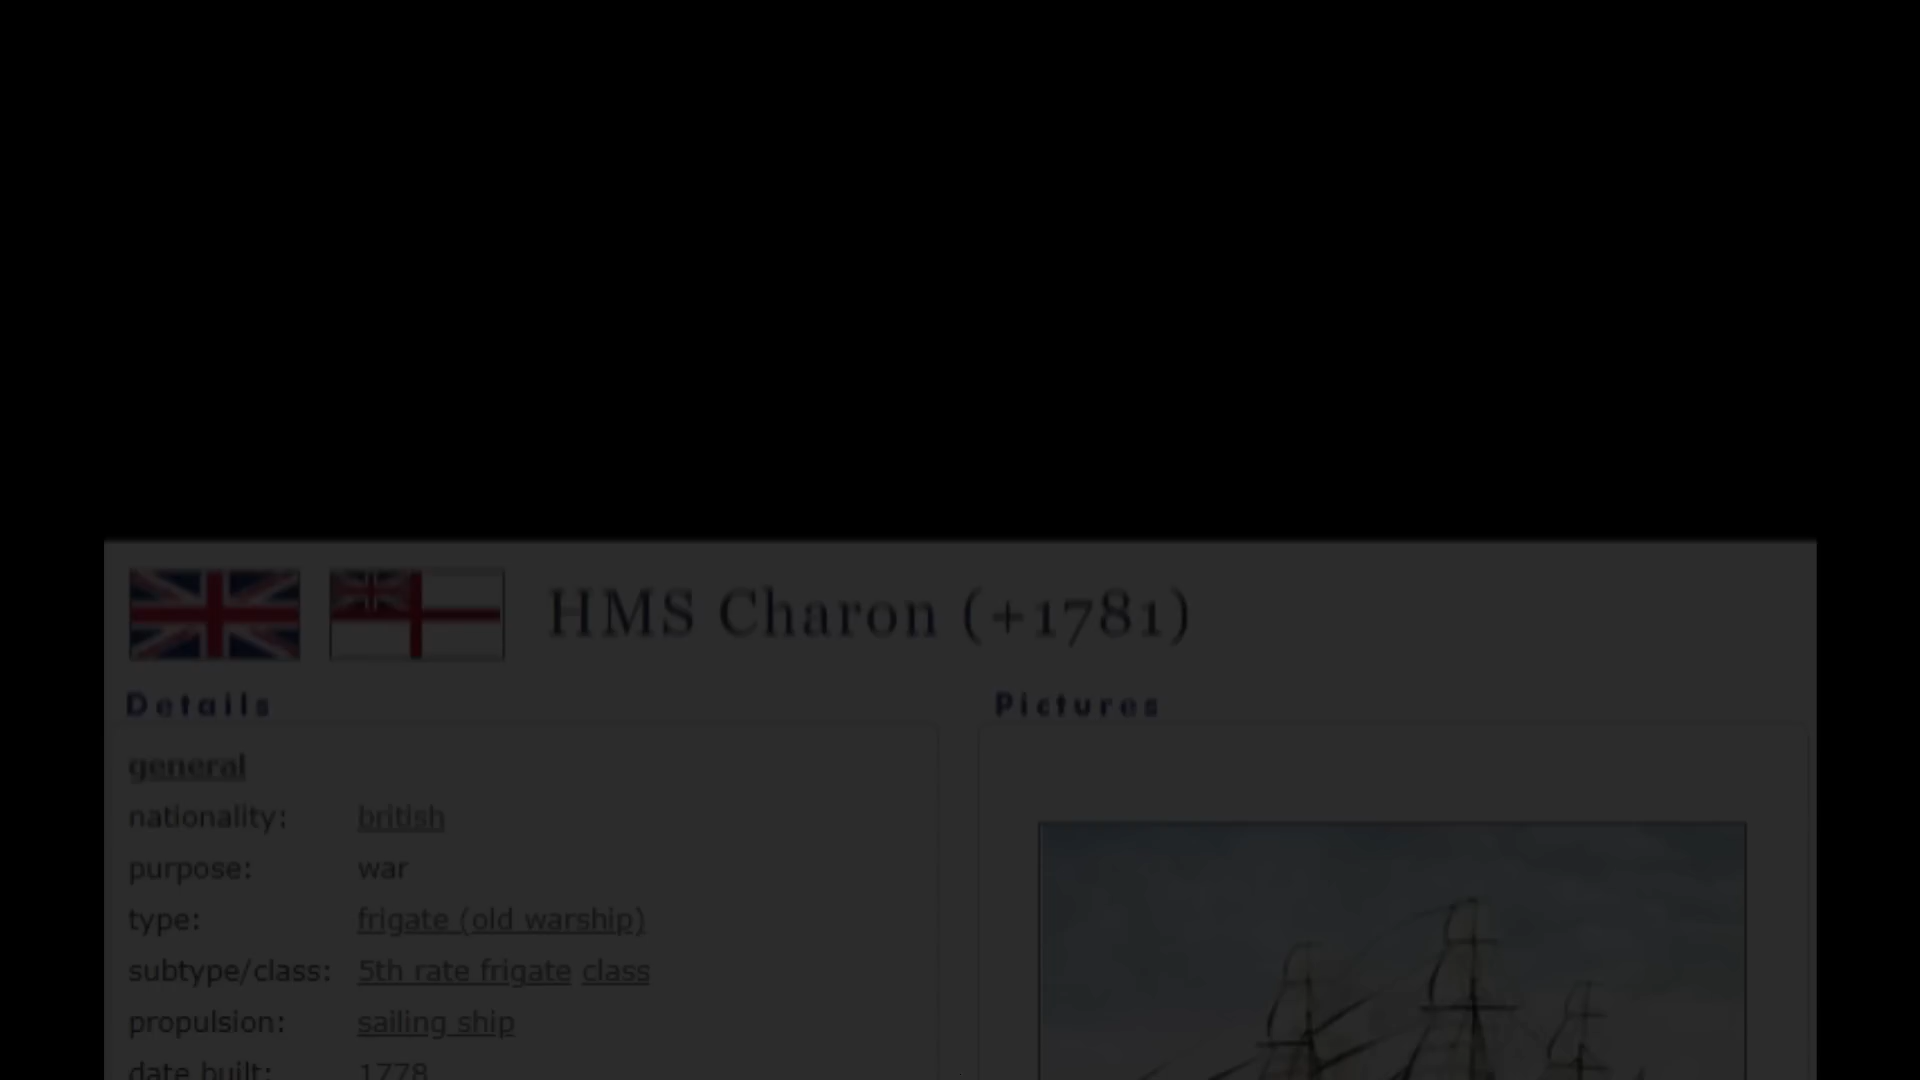 HMS Charon (+1781)
Details
Pictures
general
nationality: british
purpose: war
type: frigate (old warship)
subtype/class: 5th rate frigate class
propulsion: sailing ship
date built: 1778